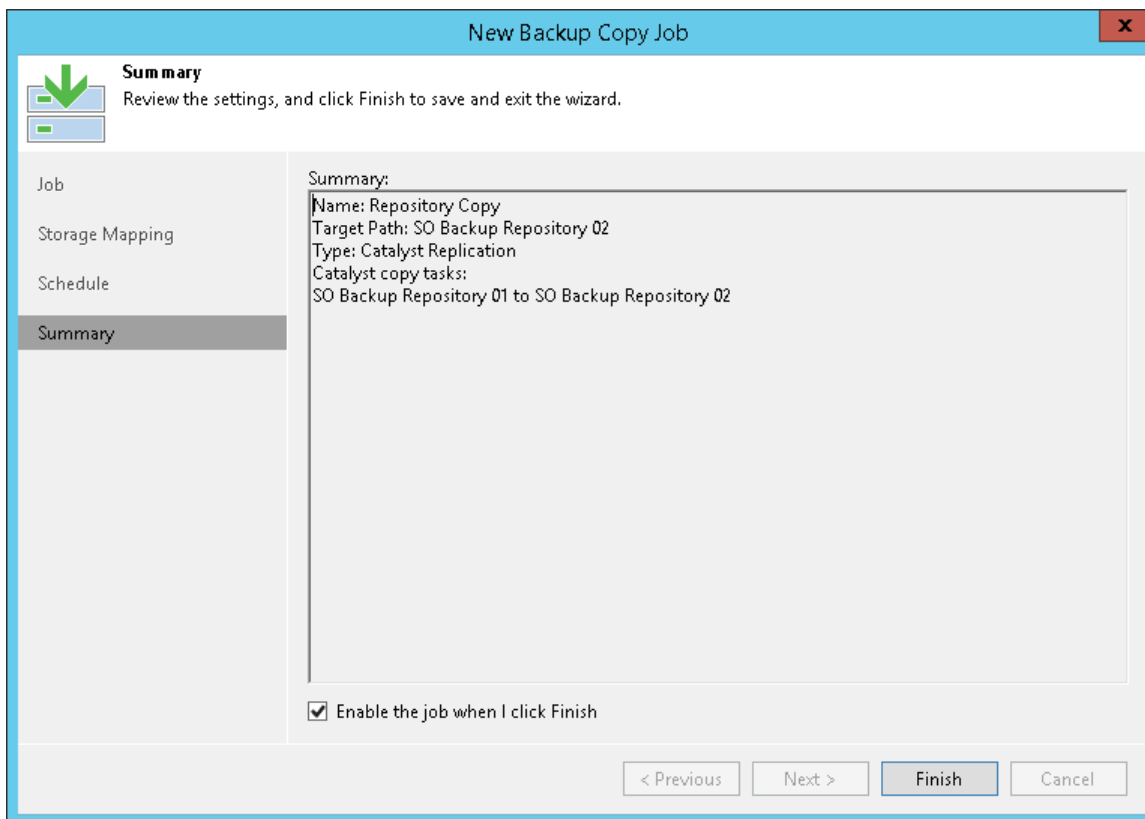 New Backup Copy Job
x
Summary
Review the settings, and click Finish to save and exit the wizard.
Job
Storage Mapping
Schedule
Summary
Summary:
Name: Repository Copy
Target Path: SO Backup Repository 02
Type: Catalyst Replication
Catalyst copy tasks:
SO Backup Repository 01 to SO Backup Repository 02
Enable the job when I click Finish
< Previous
Next >
Finish
Cancel